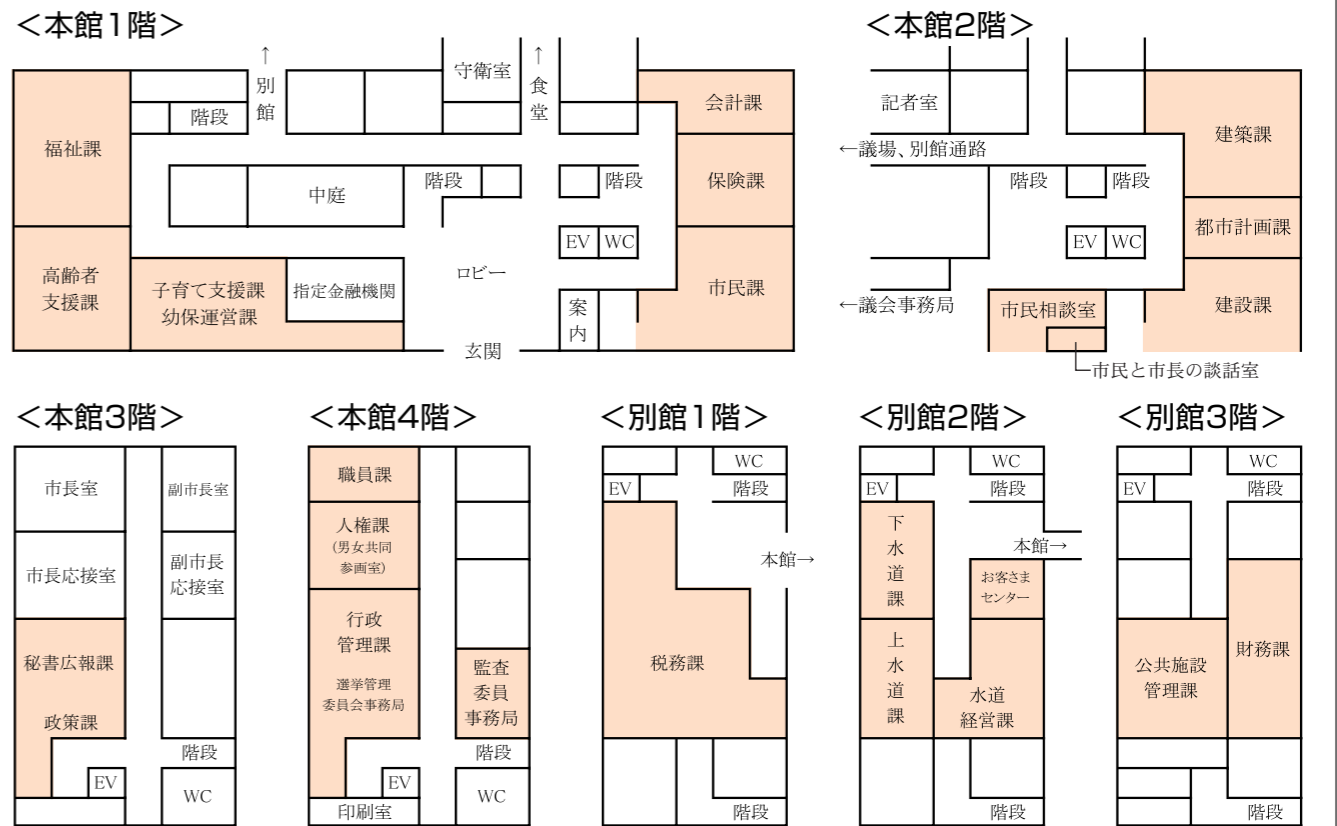 ＜本館1階＞
↑
別
館
守衛室
↑
食
堂
会計課
階段
福祉課
中庭
階段
階段
保険課
EV
WC
高齢者
支援課
子育て支援課
幼保運営課
指定金融機関
ロビー
案
内
市民課
玄関
＜本館2階＞
記者室
建築課
←議場、別館通路
階段
階段
都市計画課
EV
WC
←議会事務局
市民相談室
建設課
市民と市長の談話室
＜本館3階＞
市長室
副市長室
市長応接室
副市長
応接室
秘書広報課
政策課
階段
EV
WC
＜本館4階＞
職員課
人権課
(男女共同
参画室)
行政
管理課
選挙管理
委員会事務局
監査
委員
事務局
階段
EV
WC
印刷室
＜別館1階＞
WC
EV
階段
本館→
税務課
階段
＜別館2階＞
WC
EV
階段
下
水
道
課
本館→
お客さま
センター
上
水
道
課
水道
経営課
階段
＜別館3階＞
WC
EV
階段
公共施設
管理課
財務課
階段